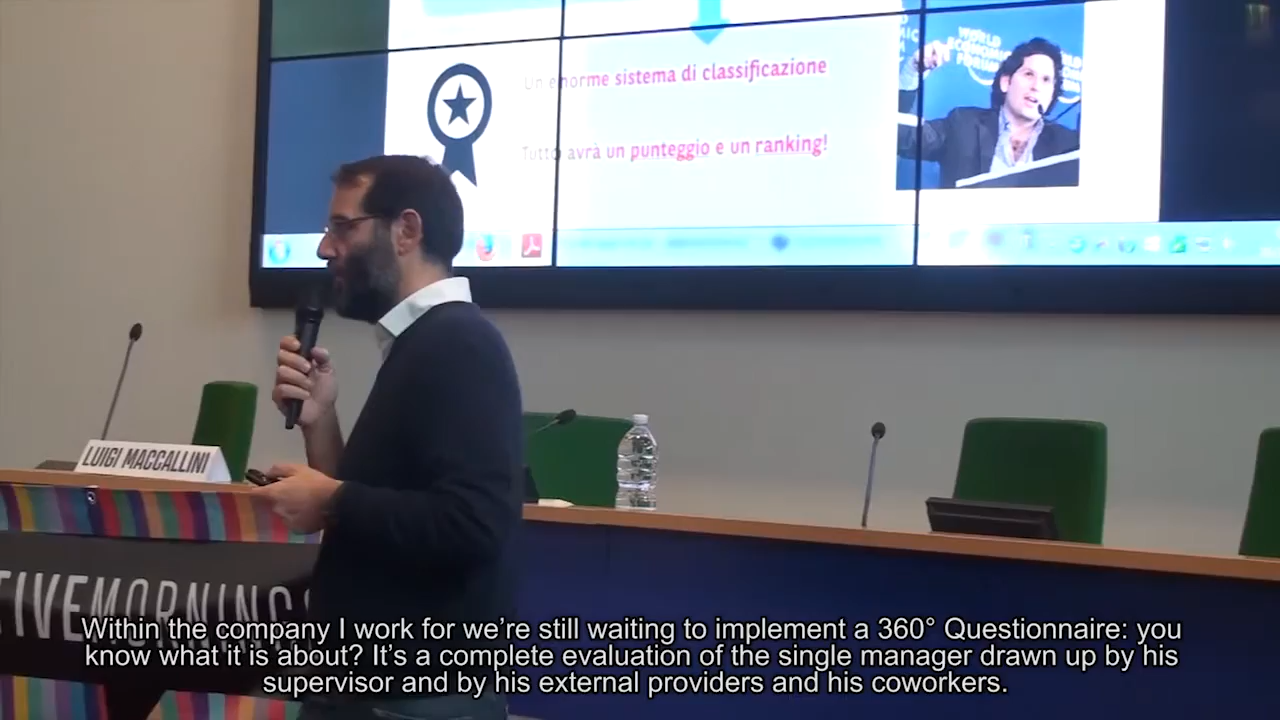 Un enorme sistema di classificazione
Tutto avrà un punteggio e un ranking!
WORLD
ECONOMIC
FORUM
LUIGI MACCALLINI
TIVEMORNINGS
Within the company I work for we're still waiting to implement a 360° Questionnaire: you
know what it is about? It's a complete evaluation of the single manager drawn up by his
supervisor and by his external providers and his coworkers.